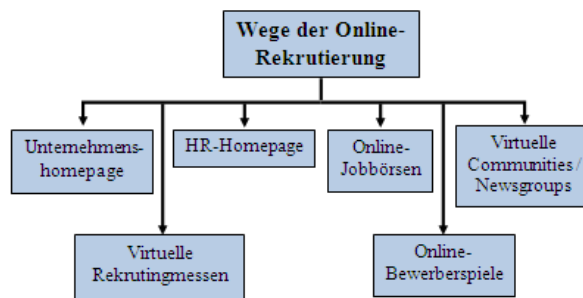 Wege der Online-
Rekrutierung
Unternehmens-
homepage
HR-Homepage
Online-
Jobbörsen
Virtuelle
Communities /
Newsgroups
Virtuelle
Rekrutingmessen
Online-
Bewerberspiele